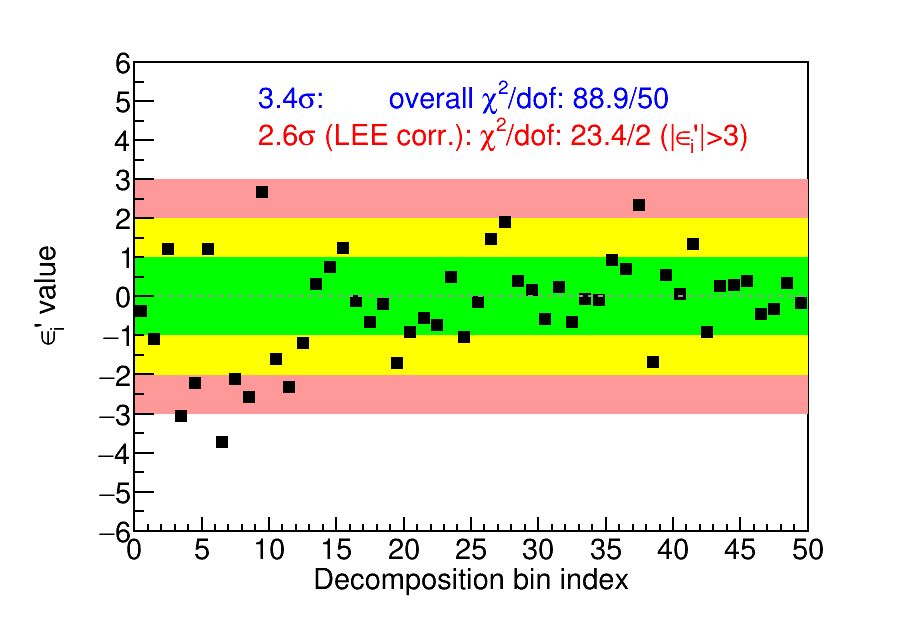 6
5
4
3
2
1
0
−1
−2
−3
−4
−5
−6
3.4σ: overall χ²/dof: 88.9/50
2.6σ (LEE corr.): χ²/dof: 23.4/2 (|ϵᵢ'|>3)
ϵᵢ' value
0 5 10 15 20 25 30 35 40 45 50
Decomposition bin index